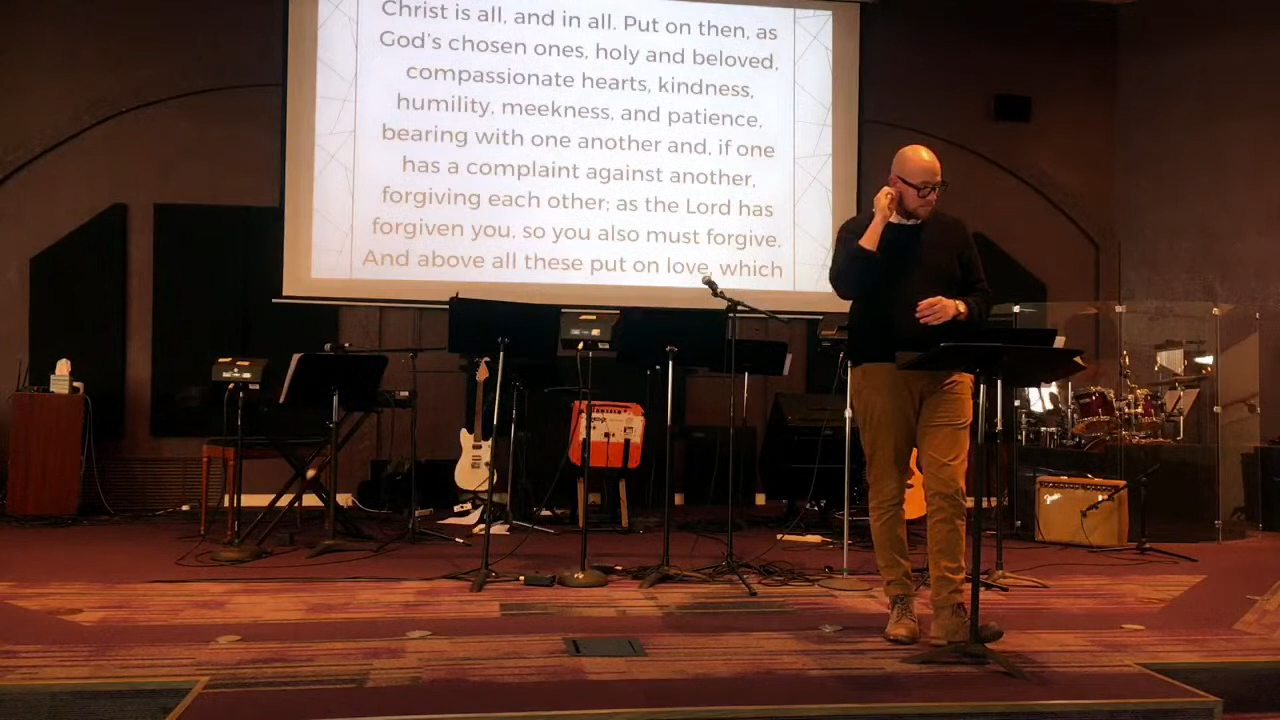 Christ is all, and in all. Put on then, as
God's chosen ones, holy and beloved,
compassionate hearts, kindness,
humility, meekness, and patience,
bearing with one another and, if one
has a complaint against another,
forgiving each other; as the Lord has
forgiven you, so you also must forgive.
And above all these put on love, which
Fender